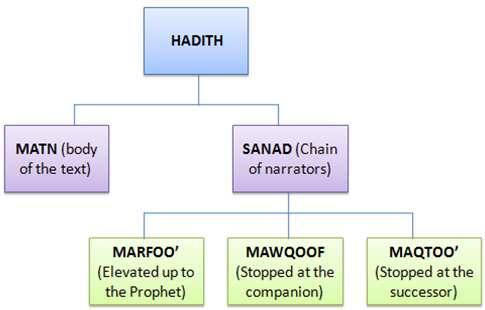 HADITH
MATN (body
of the text)
SANAD (Chain
of narrators)
MARFOO’
(Elevated up to
the Prophet)
MAWQOOF
(Stopped at the
companion)
MAQTOO’
(Stopped at the
successor)